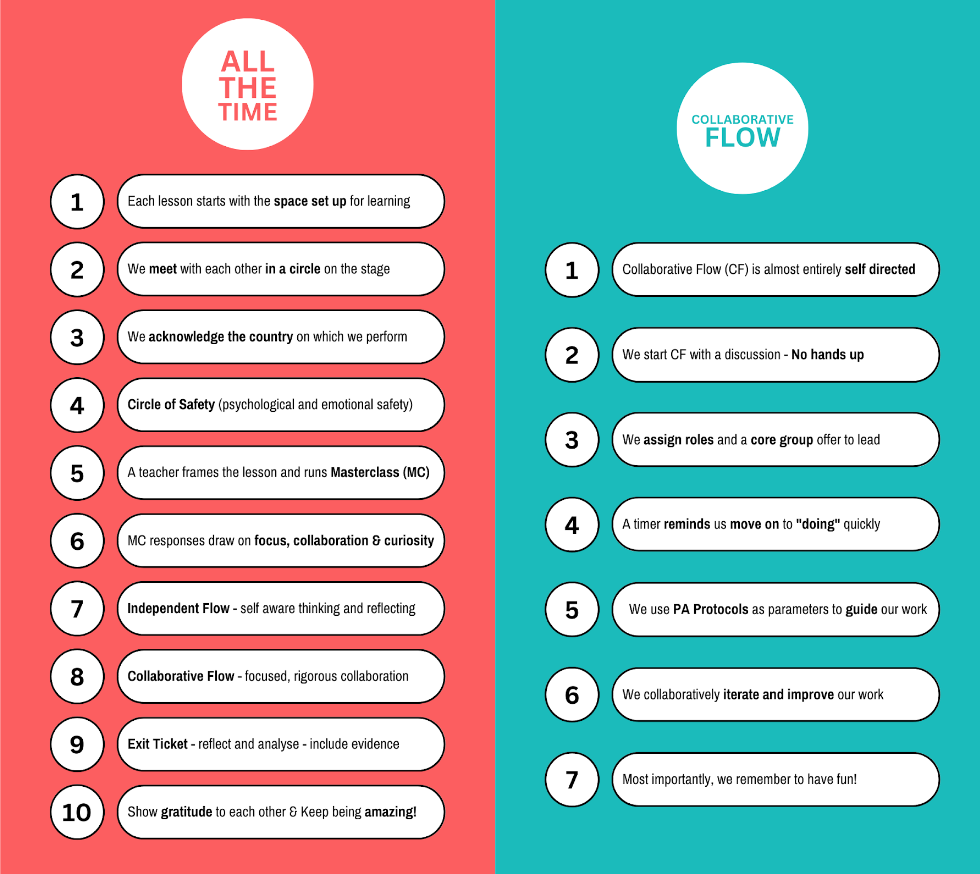 ALL
THE
TIME
1
Each lesson starts with the space set up for learning
2
We meet with each other in a circle on the stage
3
We acknowledge the country on which we perform
4
Circle of Safety (psychological and emotional safety)
5
A teacher frames the lesson and runs Masterclass (MC)
6
MC responses draw on focus, collaboration & curiosity
7
Independent Flow - self aware thinking and reflecting
8
Collaborative Flow - focused, rigorous collaboration
9
Exit Ticket - reflect and analyse - include evidence
10
Show gratitude to each other & Keep being amazing!
COLLABORATIVE
FLOW
1
Collaborative Flow (CF) is almost entirely self directed
2
We start CF with a discussion - No hands up
3
We assign roles and a core group offer to lead
4
A timer reminds us move on to "doing" quickly
5
We use PA Protocols as parameters to guide our work
6
We collaboratively iterate and improve our work
7
Most importantly, we remember to have fun!